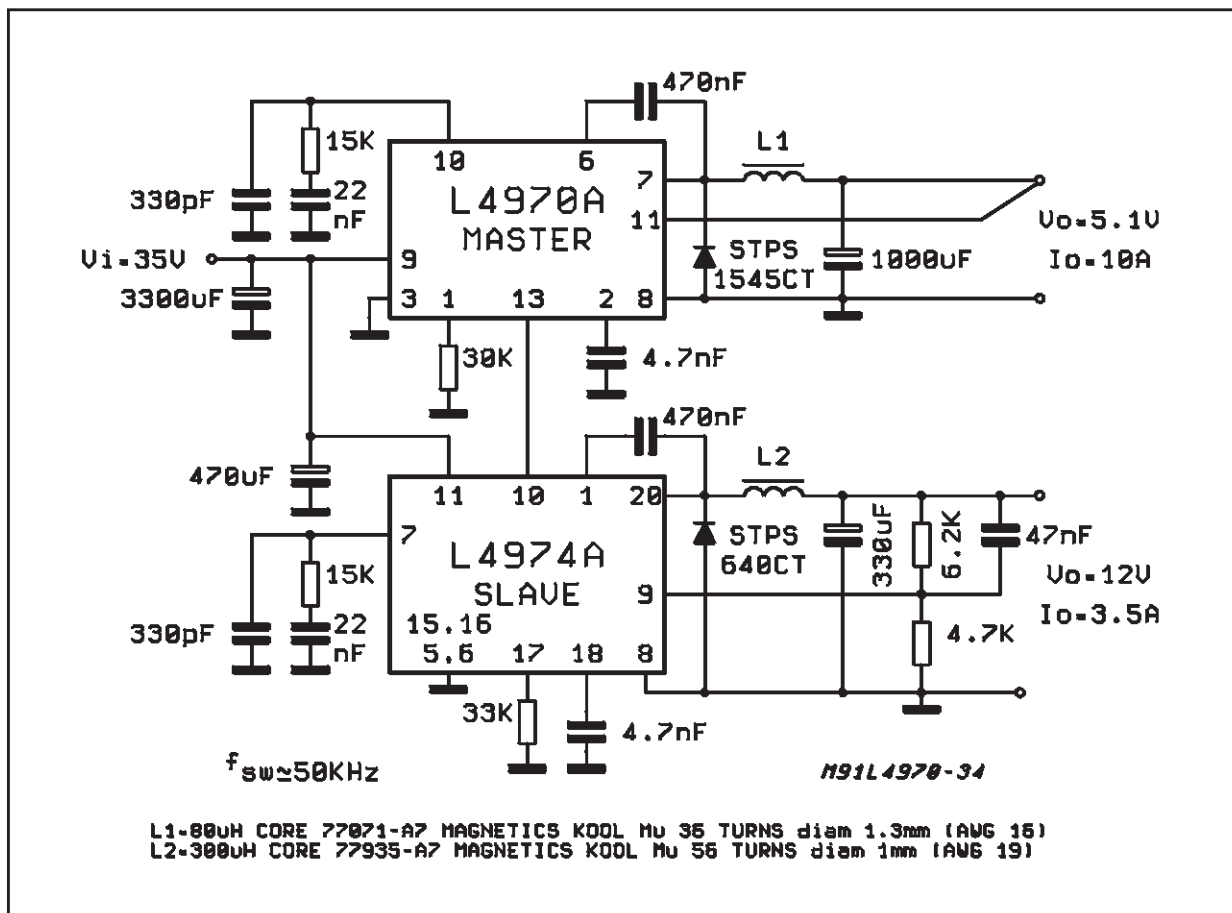 470nF
L1
15K
10
6
7
330pF
22
nF
L4970A
MASTER
11
Vi=35V
9
STPS
1545CT
1000uF
Vo=5.1V
Io=10A
3300uF
3
1
13
2
8
30K
4.7nF
470nF
L2
470uF
11
10
1
20
7
L4974A
SLAVE
STPS
640CT
330uF
6.2K
47nF
15K
9
Vo=12V
Io=3.5A
330pF
22
nF
15.16
5.6
17
18
8
4.7K
33K
4.7nF
fsw≃50KHz
M91L4970-34
L1=80uH CORE 77071-A7 MAGNETICS KOOL Mu 36 TURNS diam 1.3mm (AWG 16)
L2=300uH CORE 77935-A7 MAGNETICS KOOL Mu 56 TURNS diam 1mm (AWG 19)